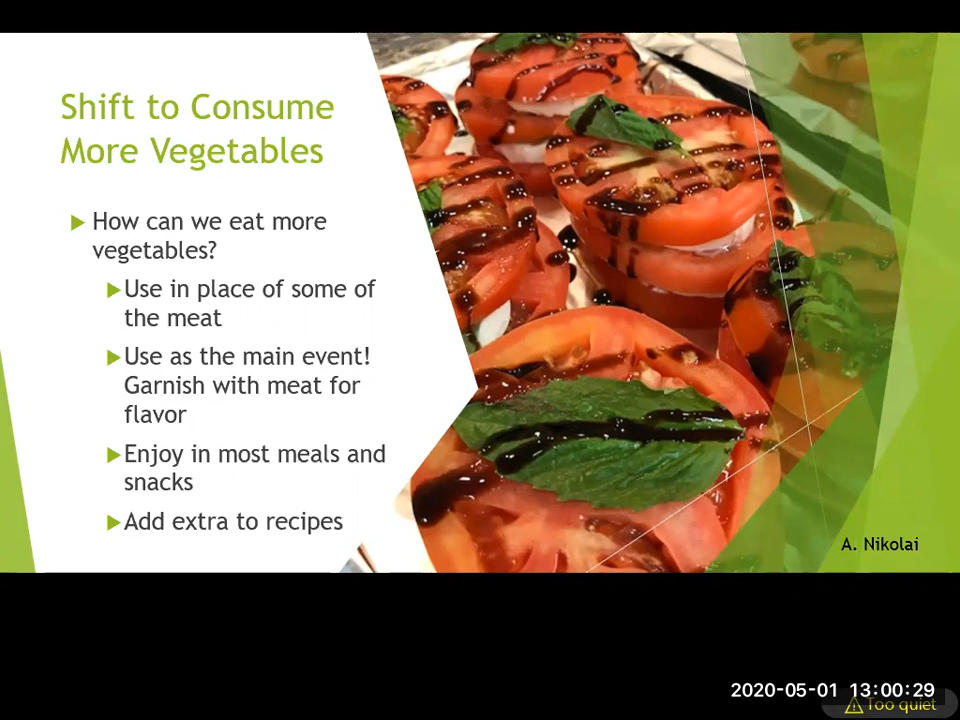 Shift to Consume
More Vegetables
How can we eat more
vegetables?
Use in place of some of
the meat
Use as the main event!
Garnish with meat for
flavor
Enjoy in most meals and
snacks
Add extra to recipes
A. Nikolai
2020-05-01 13:00:29
Too quiet